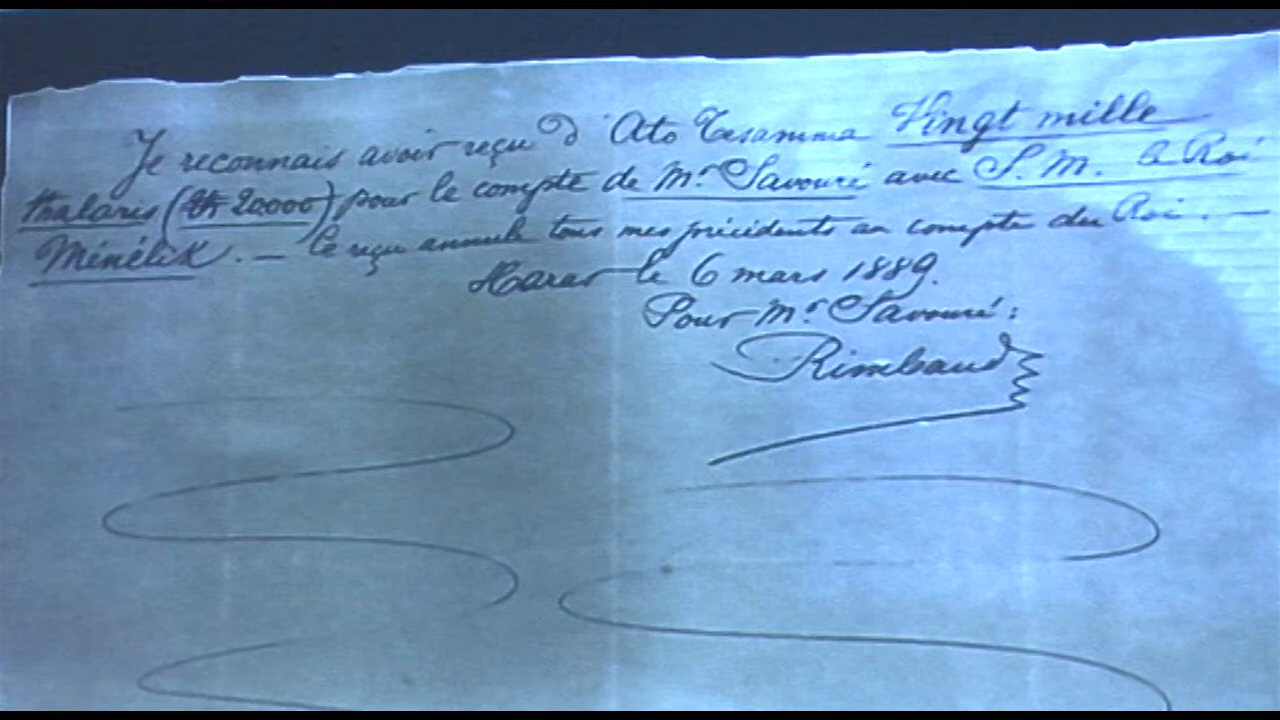 Je reconnais avoir reçu d'Ato Tesamma Vingt mille
thalaris (th 20000) pour le compte de Mr Savouré avec S. M. le Roi
Ménélik. — Ce reçu annule tous mes précédents au compte du Roi. —
Harar le 6 mars 1889.
Pour Mr Savouré :
Rimbaud